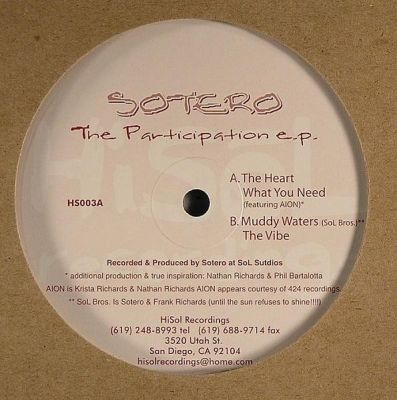 SOTERO
The Participation e.p.
HS003A
A. The Heart
What You Need
(featuring AION)*
B. Muddy Waters (SoL Bros.)**
The Vibe
Recorded & Produced by Sotero at SoL Sutdios
* additional production & true inspiration: Nathan Richards & Phil Bartalotta
AION is Krista Richards & Nathan Richards AION appears courtesy of 424 recordings.
* & SoL Bros. Is Sotero & Frank Richards (until the sun refuses to shine!!!!)
HiSol Recordings
(619) 248-8993 tel (619) 688-9714 fax
3520 Utah St.
San Diego, CA 92104
hisolrecordings@home.com
HiSol